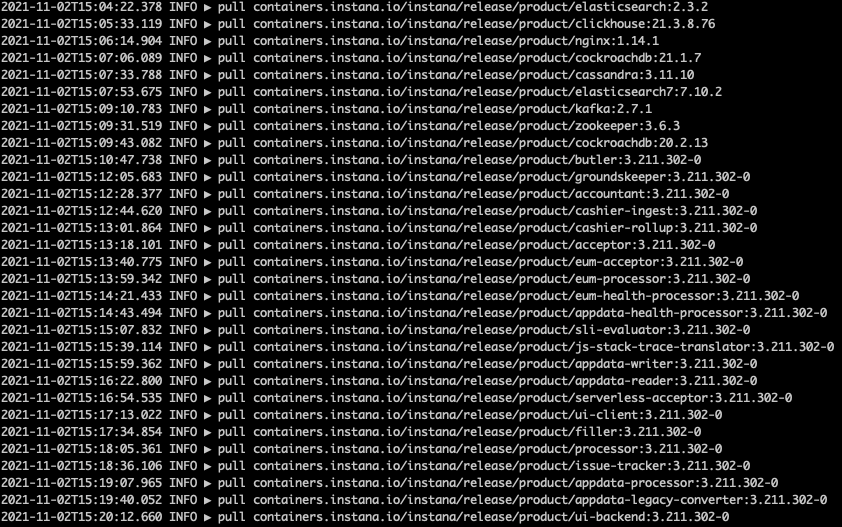 2021-11-02T15:04:22.378 INFO ▶ pull containers.instana.io/instana/release/product/elasticsearch:2.3.2
2021-11-02T15:05:33.119 INFO ▶ pull containers.instana.io/instana/release/product/clickhouse:21.3.8.76
2021-11-02T15:06:14.904 INFO ▶ pull containers.instana.io/instana/release/product/nginx:1.14.1
2021-11-02T15:07:06.089 INFO ▶ pull containers.instana.io/instana/release/product/cockroachdb:21.1.7
2021-11-02T15:07:33.788 INFO ▶ pull containers.instana.io/instana/release/product/cassandra:3.11.10
2021-11-02T15:07:53.675 INFO ▶ pull containers.instana.io/instana/release/product/elasticsearch7:7.10.2
2021-11-02T15:09:10.783 INFO ▶ pull containers.instana.io/instana/release/product/kafka:2.7.1
2021-11-02T15:09:31.519 INFO ▶ pull containers.instana.io/instana/release/product/zookeeper:3.6.3
2021-11-02T15:09:43.082 INFO ▶ pull containers.instana.io/instana/release/product/cockroachdb:20.2.13
2021-11-02T15:10:47.738 INFO ▶ pull containers.instana.io/instana/release/product/butler:3.211.302-0
2021-11-02T15:12:05.683 INFO ▶ pull containers.instana.io/instana/release/product/groundskeeper:3.211.302-0
2021-11-02T15:12:28.377 INFO ▶ pull containers.instana.io/instana/release/product/accountant:3.211.302-0
2021-11-02T15:12:44.620 INFO ▶ pull containers.instana.io/instana/release/product/cashier-ingest:3.211.302-0
2021-11-02T15:13:01.864 INFO ▶ pull containers.instana.io/instana/release/product/cashier-rollup:3.211.302-0
2021-11-02T15:13:18.101 INFO ▶ pull containers.instana.io/instana/release/product/acceptor:3.211.302-0
2021-11-02T15:13:40.775 INFO ▶ pull containers.instana.io/instana/release/product/eum-acceptor:3.211.302-0
2021-11-02T15:13:59.342 INFO ▶ pull containers.instana.io/instana/release/product/eum-processor:3.211.302-0
2021-11-02T15:14:21.433 INFO ▶ pull containers.instana.io/instana/release/product/eum-health-processor:3.211.302-0
2021-11-02T15:14:43.494 INFO ▶ pull containers.instana.io/instana/release/product/appdata-health-processor:3.211.302-0
2021-11-02T15:15:07.832 INFO ▶ pull containers.instana.io/instana/release/product/sli-evaluator:3.211.302-0
2021-11-02T15:15:39.114 INFO ▶ pull containers.instana.io/instana/release/product/js-stack-trace-translator:3.211.302-0
2021-11-02T15:15:59.362 INFO ▶ pull containers.instana.io/instana/release/product/appdata-writer:3.211.302-0
2021-11-02T15:16:22.800 INFO ▶ pull containers.instana.io/instana/release/product/appdata-reader:3.211.302-0
2021-11-02T15:16:54.535 INFO ▶ pull containers.instana.io/instana/release/product/serverless-acceptor:3.211.302-0
2021-11-02T15:17:13.022 INFO ▶ pull containers.instana.io/instana/release/product/ui-client:3.211.302-0
2021-11-02T15:17:34.854 INFO ▶ pull containers.instana.io/instana/release/product/filler:3.211.302-0
2021-11-02T15:18:05.361 INFO ▶ pull containers.instana.io/instana/release/product/processor:3.211.302-0
2021-11-02T15:18:36.106 INFO ▶ pull containers.instana.io/instana/release/product/issue-tracker:3.211.302-0
2021-11-02T15:19:07.965 INFO ▶ pull containers.instana.io/instana/release/product/appdata-processor:3.211.302-0
2021-11-02T15:19:40.052 INFO ▶ pull containers.instana.io/instana/release/product/appdata-legacy-converter:3.211.302-0
2021-11-02T15:20:12.660 INFO ▶ pull containers.instana.io/instana/release/product/ui-backend:3.211.302-0